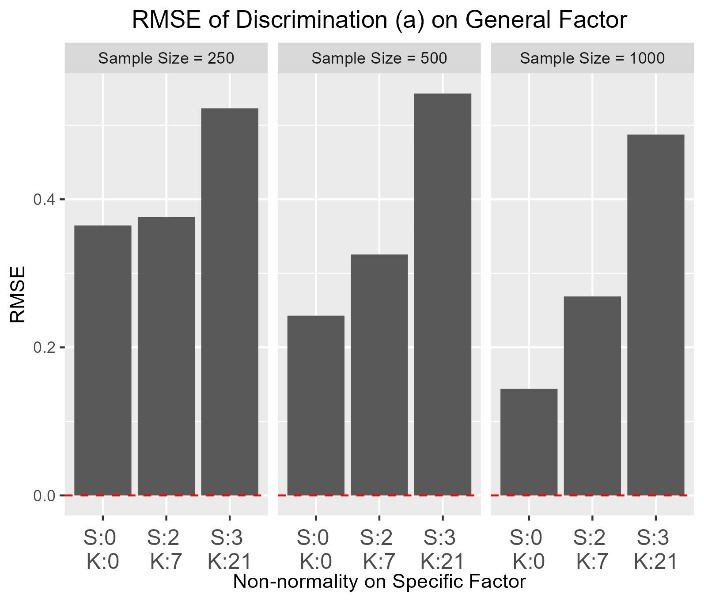 RMSE of Discrimination (a) on General Factor
Sample Size = 250
Sample Size = 500
Sample Size = 1000
RMSE
0.4
0.2
0.0
S:0 S:2 S:3
K:0 K:7 K:21
S:0 S:2 S:3
K:0 K:7 K:21
S:0 S:2 S:3
K:0 K:7 K:21
Non-normality on Specific Factor